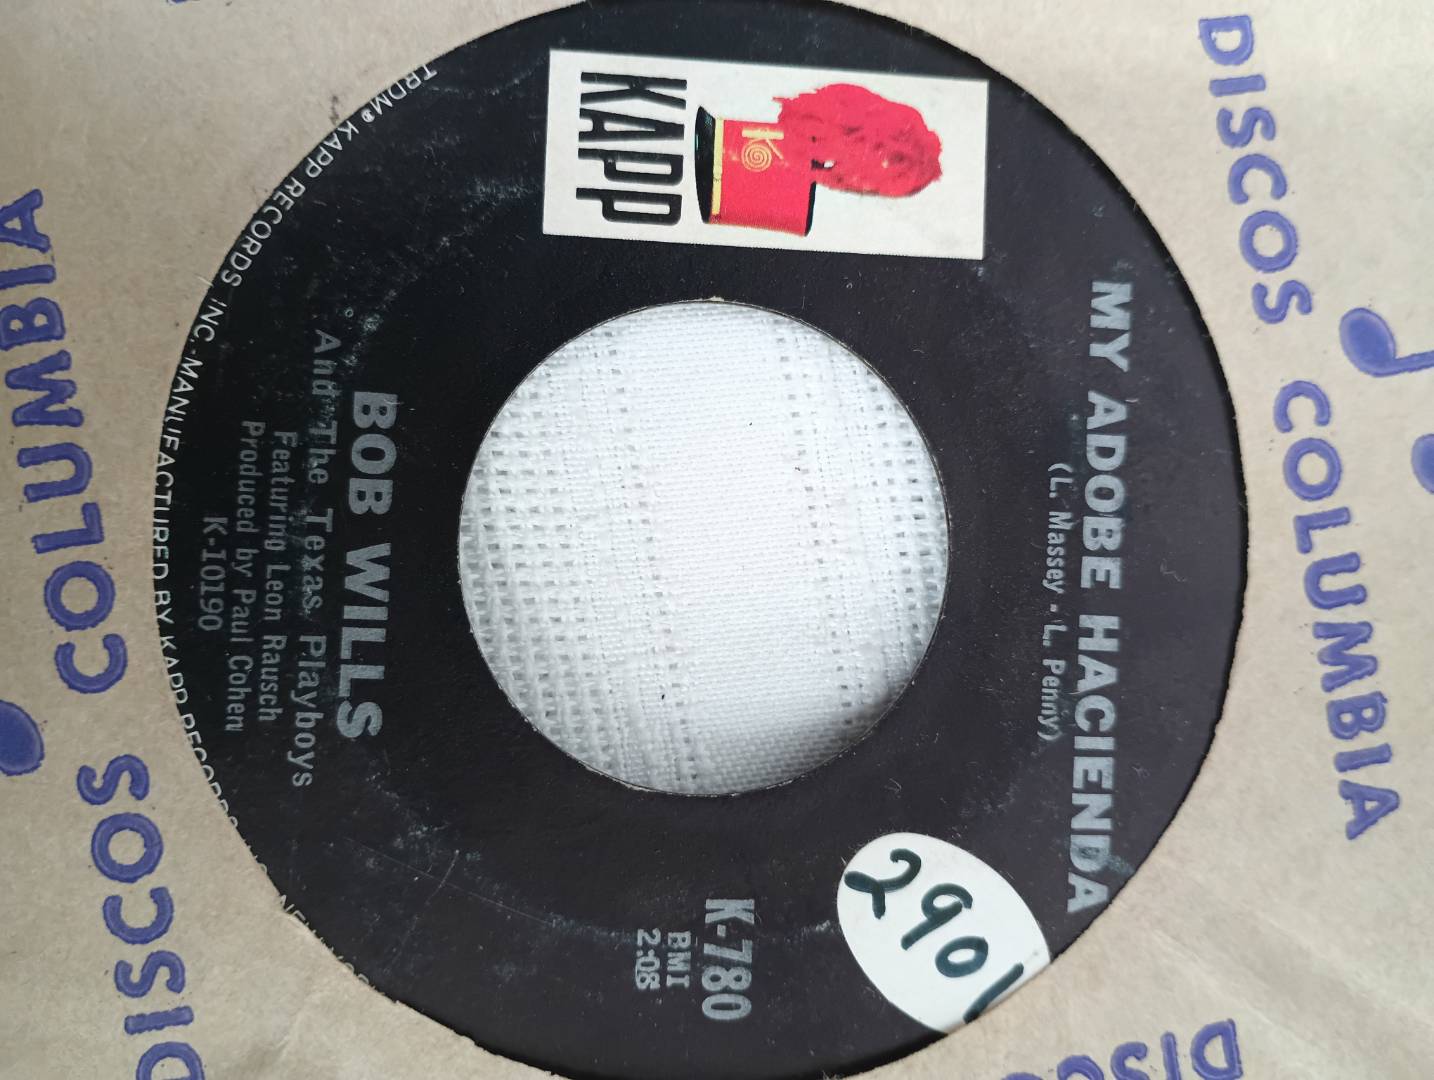 KAPP
K
MY ADOBE HACIENDA
(L. Massey - L. Penny)
2901
K-780
BMI
2:08
BOB WILLS
And The Texas Playboys
Featuring Leon Rausch
Produced by Paul Cohen
K-10190
TRDM® KAPP RECORDS, INC. MANUFACTURED BY KAPP RECORDS
DISCOS COLUMBIA
DISCOS COLUMBIA
DISCOS